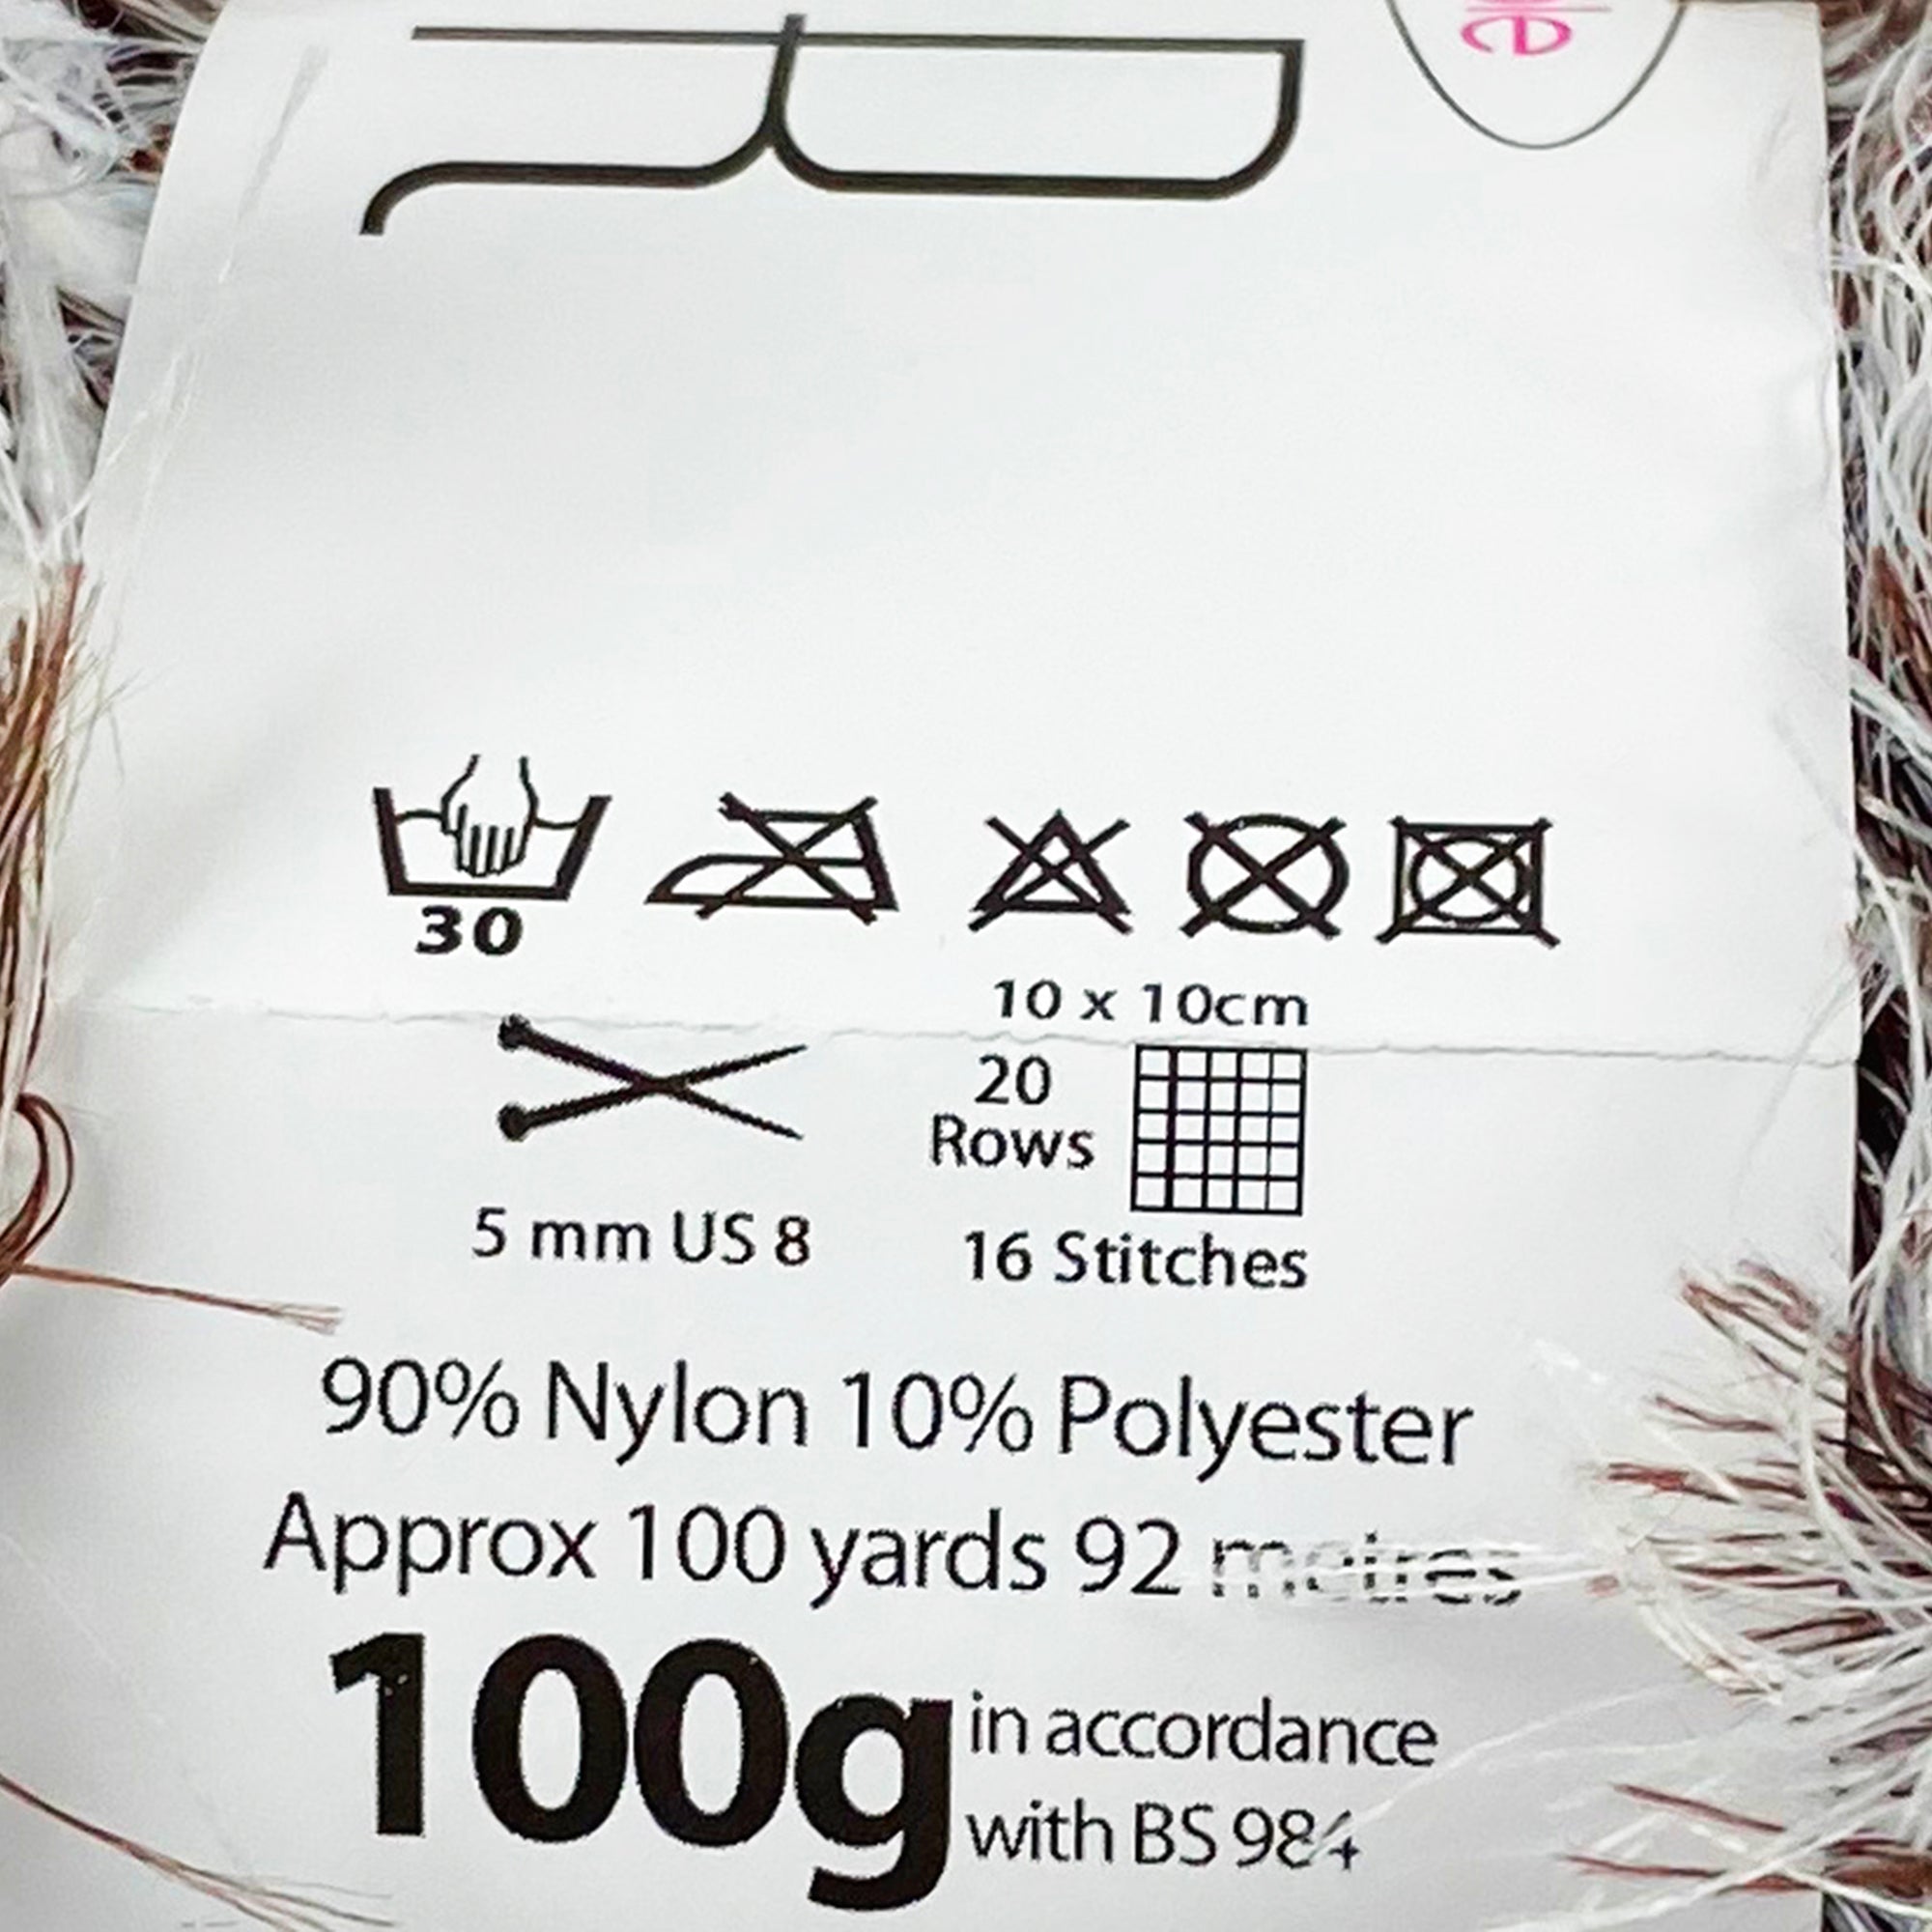 30
10 x 10cm
20
Rows
5 mm US 8
16 Stitches
90% Nylon 10% Polyester
Approx 100 yards 92 metres
100g
in accordance
with BS 984